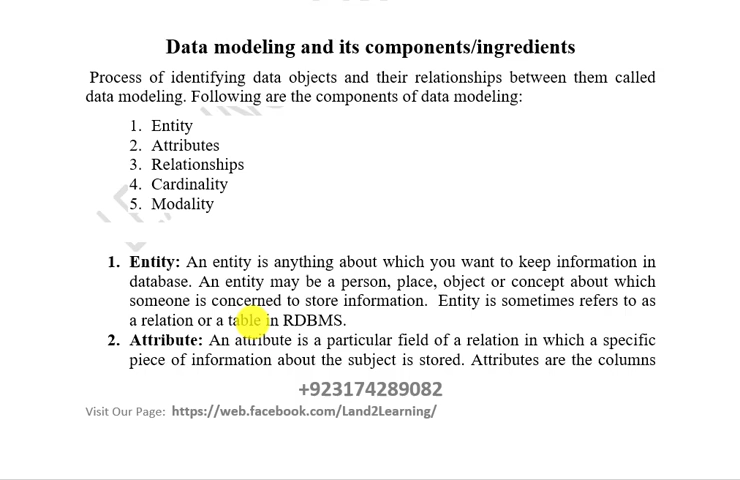 Data modeling and its components/ingredients
Process of identifying data objects and their relationships between them called
data modeling. Following are the components of data modeling:
1. Entity
2. Attributes
3. Relationships
4. Cardinality
5. Modality
1. Entity: An entity is anything about which you want to keep information in
database. An entity may be a person, place, object or concept about which
someone is concerned to store information. Entity is sometimes refers to as
a relation or a table in RDBMS.
2. Attribute: An attribute is a particular field of a relation in which a specific
piece of information about the subject is stored. Attributes are the columns
+923174289082
Visit Our Page: https://web.facebook.com/Land2Learning/